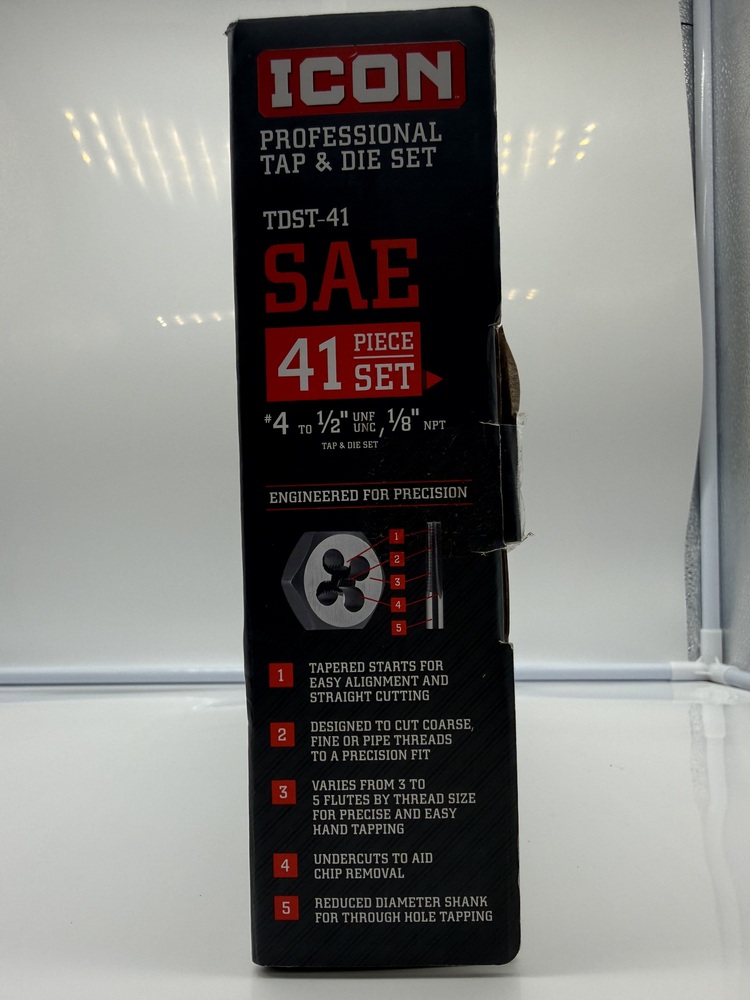 ICON
PROFESSIONAL
TAP & DIE SET
TDST-41
SAE
41 PIECE
SET
#4 TO 1/2" UNF
UNC, 1/8" NPT
TAP & DIE SET
ENGINEERED FOR PRECISION
1
2
3
4
5
1 TAPERED STARTS FOR
EASY ALIGNMENT AND
STRAIGHT CUTTING
2 DESIGNED TO CUT COARSE,
FINE OR PIPE THREADS
TO A PRECISION FIT
3 VARIES FROM 3 TO
5 FLUTES BY THREAD SIZE
FOR PRECISE AND EASY
HAND TAPPING
4 UNDERCUTS TO AID
CHIP REMOVAL
5 REDUCED DIAMETER SHANK
FOR THROUGH HOLE TAPPING